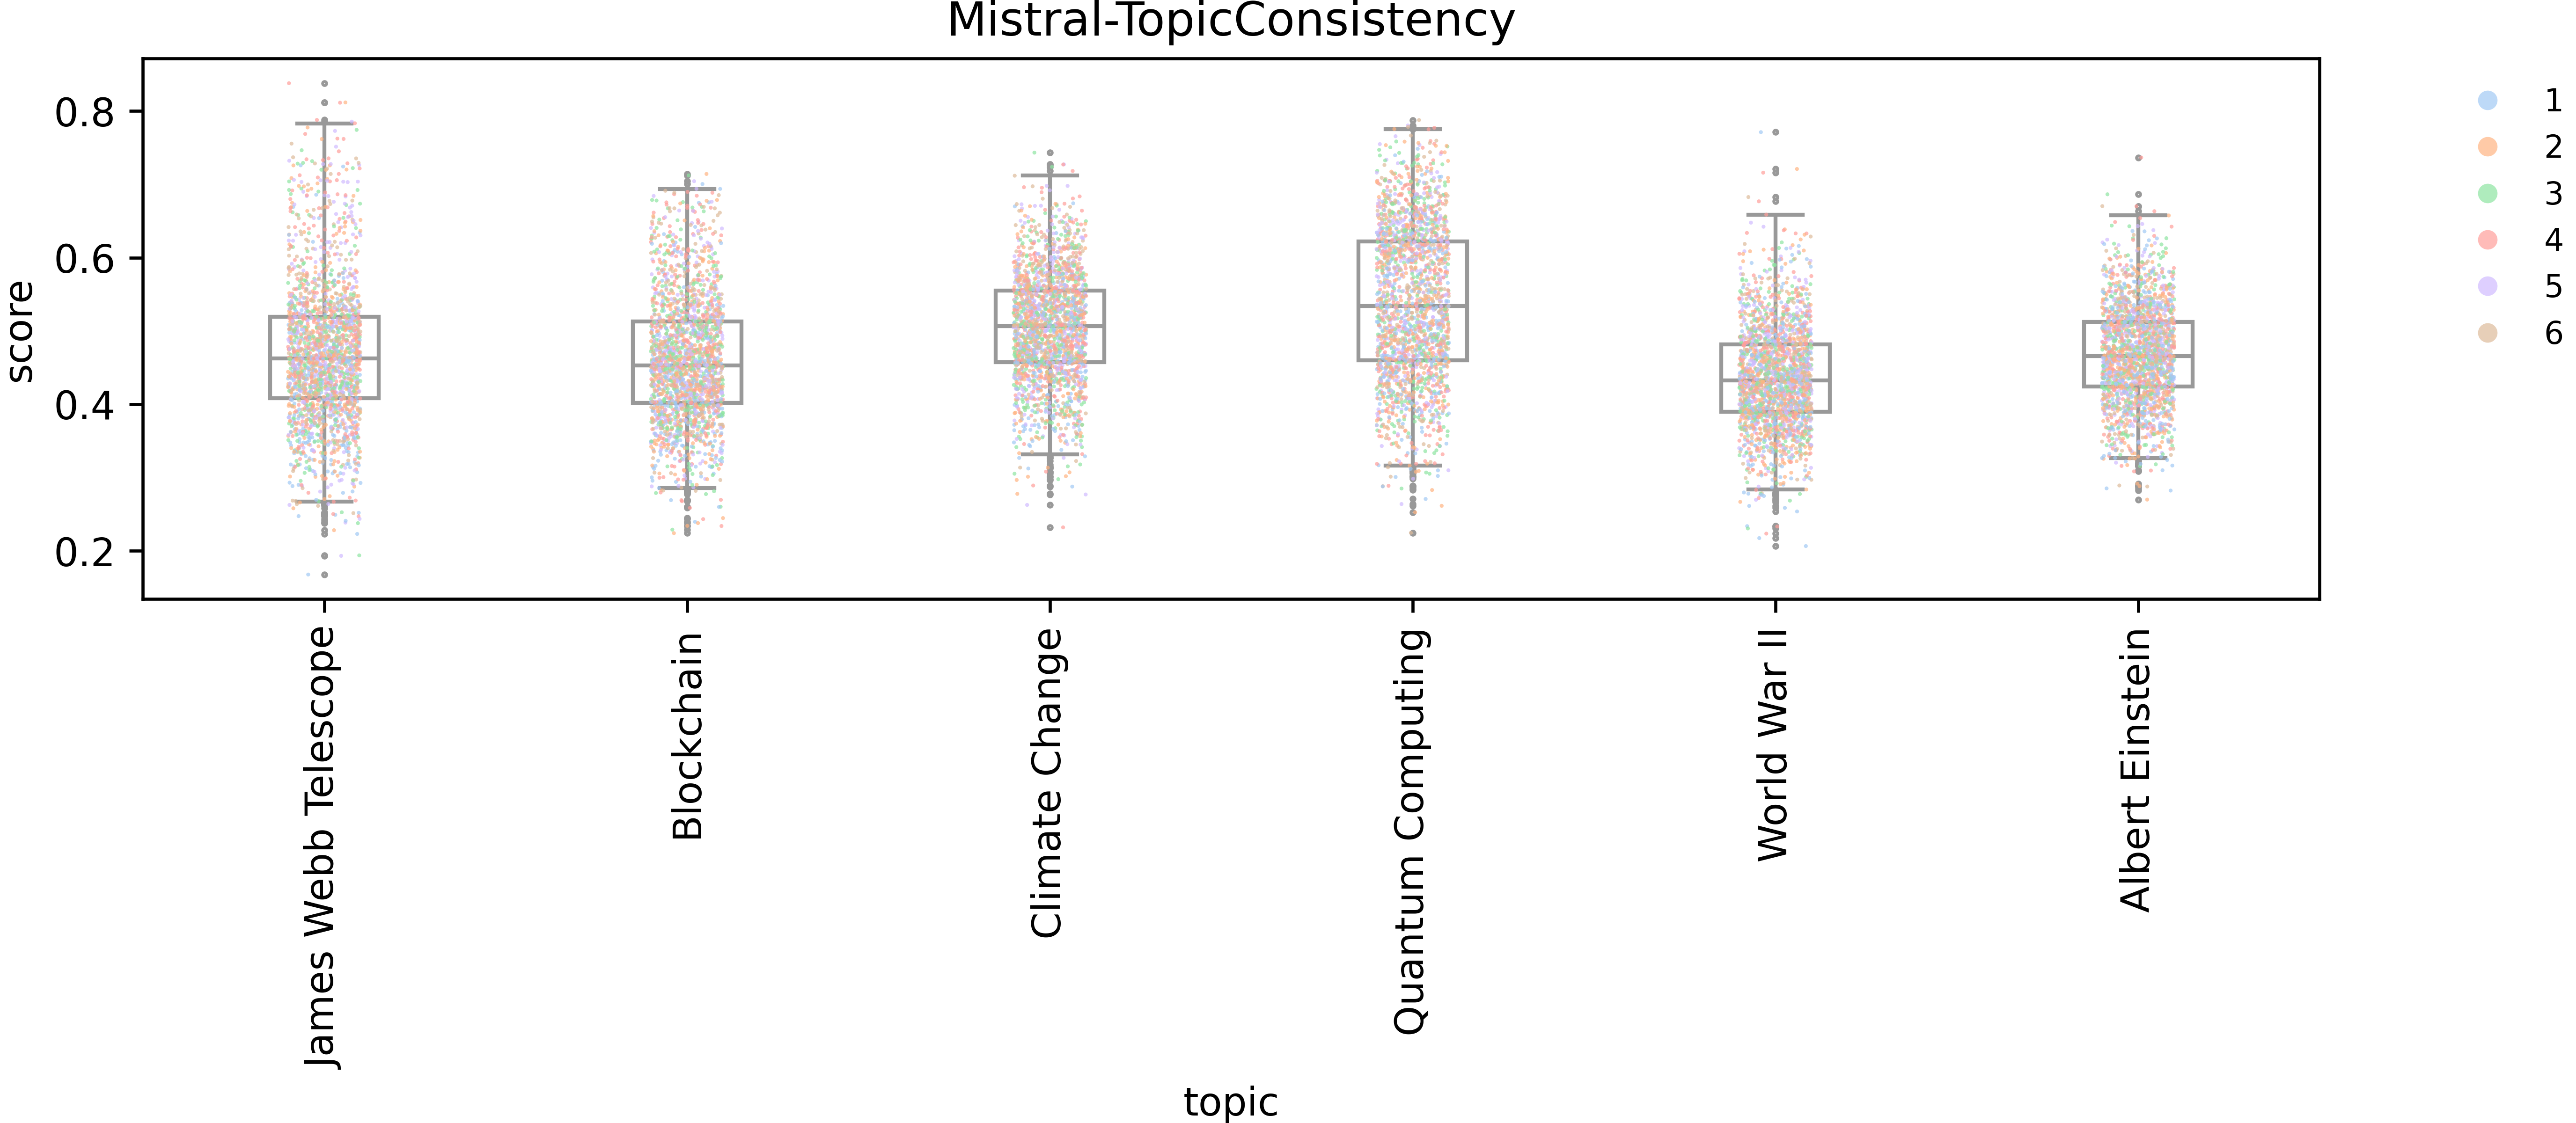 Mistral-TopicConsistency
score
0.8
0.6
0.4
0.2
1
2
3
4
5
6
James Webb Telescope
Blockchain
Climate Change
Quantum Computing
World War II
Albert Einstein
topic